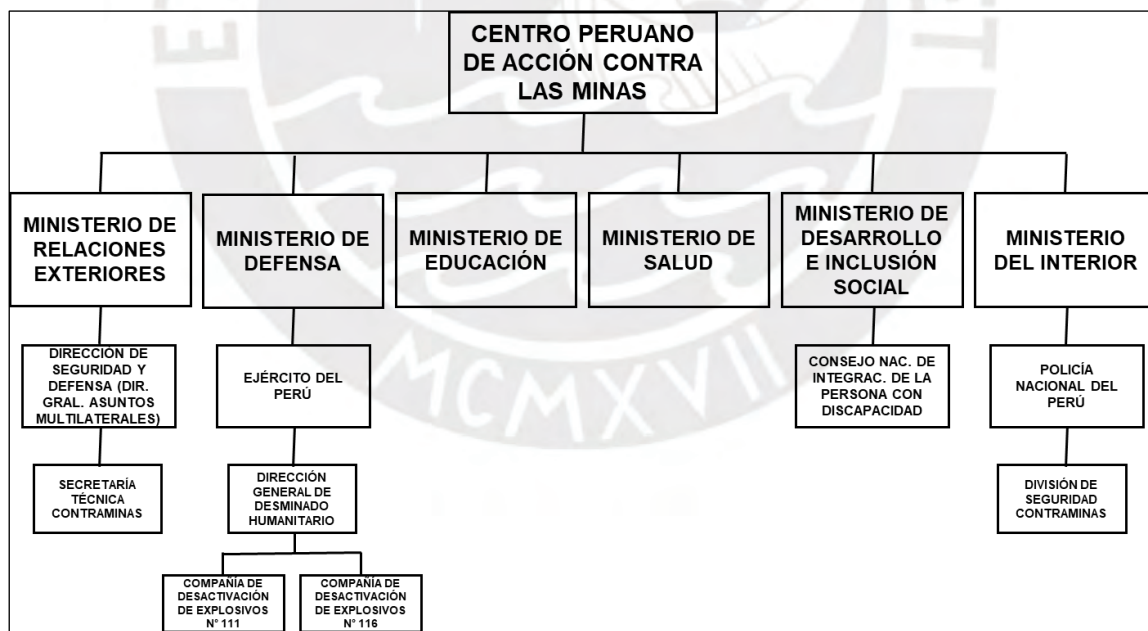 CENTRO PERUANO
DE ACCIÓN CONTRA
LAS MINAS
MINISTERIO DE
RELACIONES
EXTERIORES
MINISTERIO DE
DEFENSA
MINISTERIO DE
EDUCACIÓN
MINISTERIO DE
SALUD
MINISTERIO DE
DESARROLLO
E INCLUSIÓN
SOCIAL
MINISTERIO
DEL INTERIOR
DIRECCIÓN DE
SEGURIDAD Y
DEFENSA (DIR.
GRAL. ASUNTOS
MULTILATERALES)
EJÉRCITO DEL
PERÚ
CONSEJO NAC. DE
INTEGRAC. DE LA
PERSONA CON
DISCAPACIDAD
POLICÍA
NACIONAL DEL
PERÚ
SECRETARÍA
TÉCNICA
CONTRAMINAS
DIRECCIÓN
GENERAL DE
DESMINADO
HUMANITARIO
DIVISIÓN DE
SEGURIDAD
CONTRAMINAS
COMPAÑÍA DE
DESACTIVACIÓN
DE EXPLOSIVOS
N° 111
COMPAÑÍA DE
DESACTIVACIÓN
DE EXPLOSIVOS
N° 116
MCMXVII